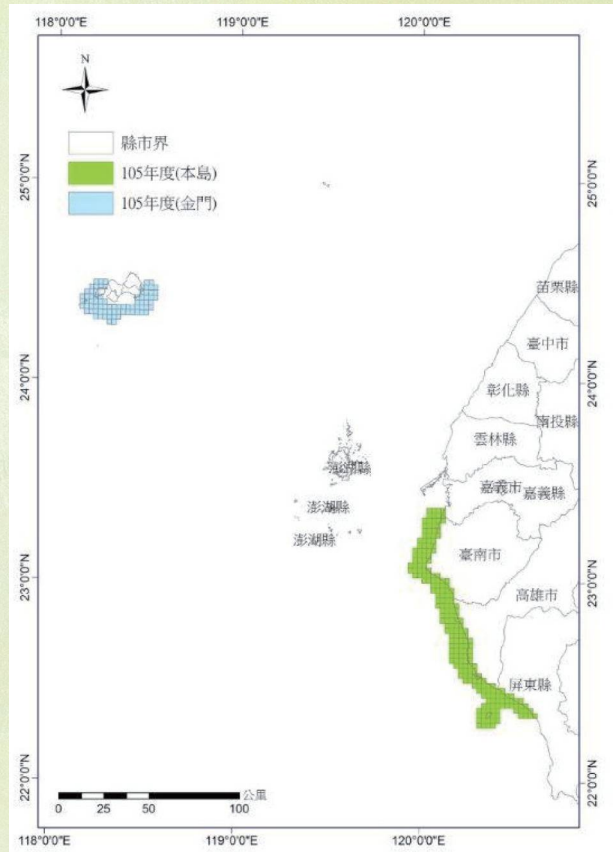 118°0'0"E
119°0'0"E
120°0'0"E
N
縣市界
105年度(本島)
105年度(金門)
25°0'0"N
25°0'0"N
苗栗縣
臺中市
24°0'0"N
24°0'0"N
彰化縣
南投縣
雲林縣
澎湖縣
嘉義市
嘉義縣
澎湖縣
澎湖縣
臺南市
23°0'0"N
23°0'0"N
高雄市
屏東縣
22°0'0"N
22°0'0"N
公里
0 25 50 100
118°0'0"E
119°0'0"E
120°0'0"E